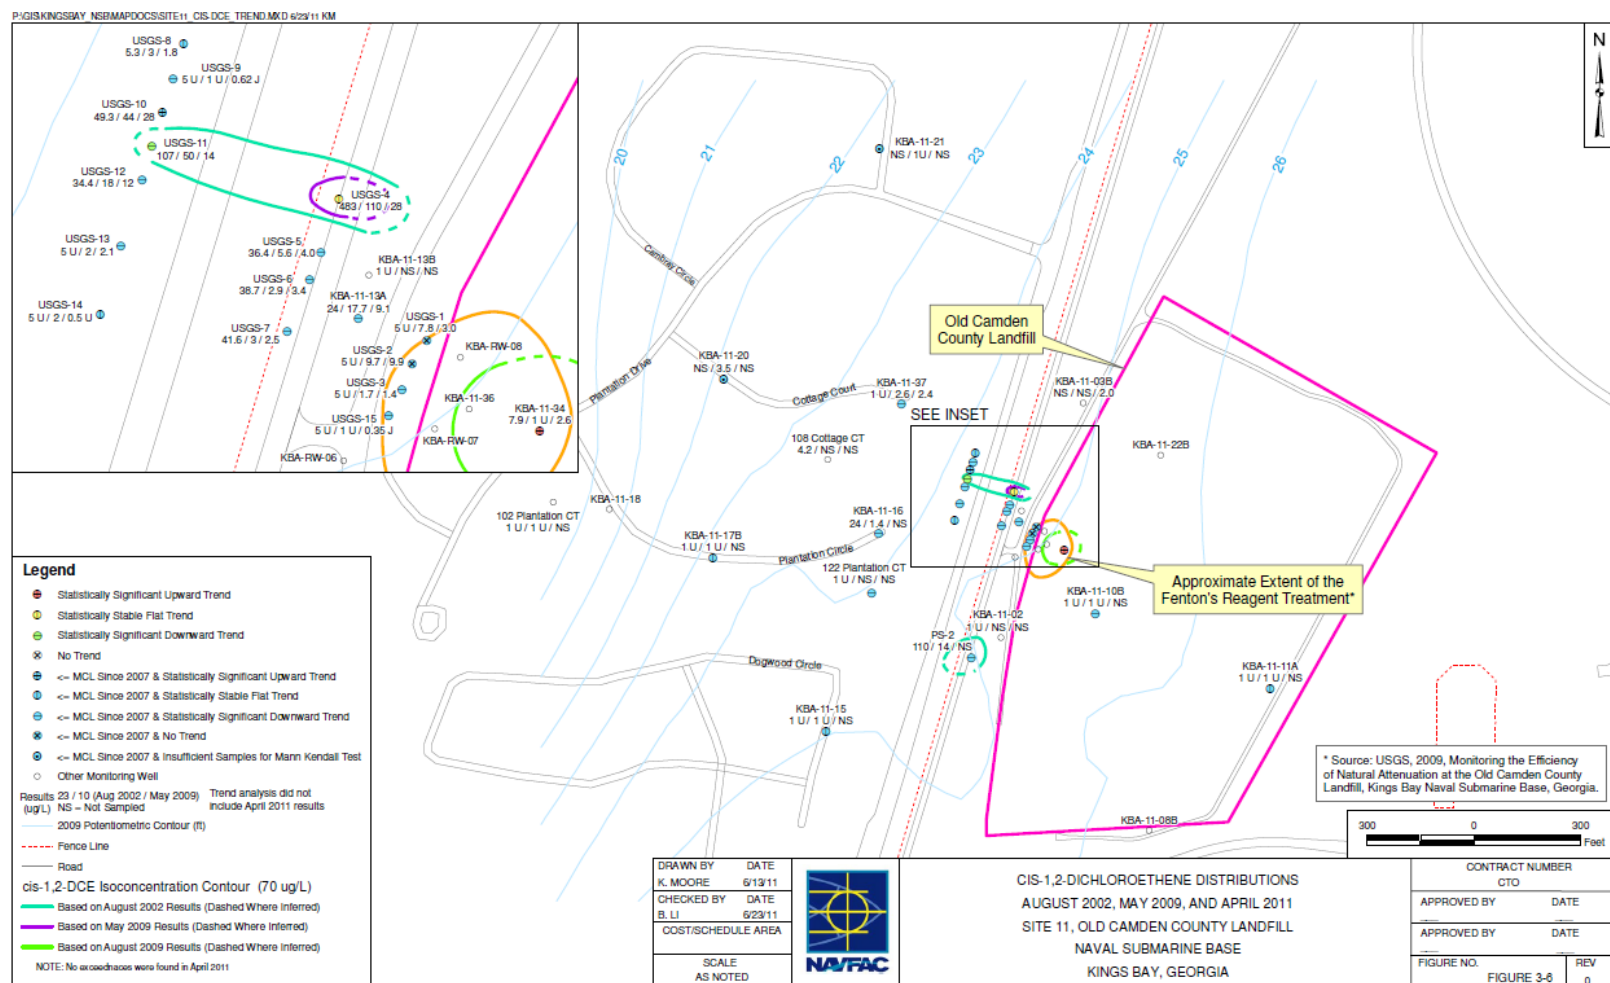 P:\GIS\KINGSBAY_NSB\MAPDOCS\SITE11_CIS-DCE_TREND.MXD 6/23/11 KM
USGS-8
5.3 / 3 / 1.8
USGS-9
5 U / 1 U / 0.62 J
USGS-10
49.3 / 44 / 28
USGS-11
107 / 50 / 14
USGS-12
34.4 / 18 / 12
USGS-4
483 / 110 / 28
USGS-13
5 U / 2 / 2.1
USGS-5
36.4 / 5.6 / 4.0
USGS-6
38.7 / 2.9 / 3.4
KBA-11-13B
1 U / NS / NS
USGS-14
5 U / 2 / 0.5 U
KBA-11-13A
24 / 17.7 / 9.1
USGS-7
41.6 / 3 / 2.5
USGS-1
5 U / 7.8 / 3.0
USGS-2
5 U / 9.7 / 9.9
KBA-RW-08
USGS-3
5 U / 1.7 / 1.4
KBA-11-36
KBA-11-34
7.9 / 1 U / 2.6
USGS-15
5 U / 1 U / 0.35 J
KBA-RW-07
KBA-RW-06
20
21
22
23
24
25
26
N
KBA-11-21
NS / 1U / NS
Cambray Circle
Plantation Drive
KBA-11-20
NS / 3.5 / NS
Cottage Court
KBA-11-37
1 U / 2.6 / 2.4
Old Camden
County Landfill
KBA-11-03B
NS / NS / 2.0
SEE INSET
108 Cottage CT
4.2 / NS / NS
KBA-11-22B
102 Plantation CT
1 U / 1 U / NS
KBA-11-18
KBA-11-16
24 / 1.4 / NS
KBA-11-17B
1 U / 1 U / NS
Plantation Circle
122 Plantation CT
1 U / NS / NS
Approximate Extent of the
Fenton's Reagent Treatment*
KBA-11-10B
1 U / 1 U / NS
KBA-11-02
1 U / NS / NS
PS-2
110 / 14 / NS
Dogwood Circle
KBA-11-11A
1 U / 1 U / NS
KBA-11-15
1 U / 1 U / NS
KBA-11-08B
* Source: USGS, 2009, Monitoring the Efficiency
of Natural Attenuation at the Old Camden County
Landfill, Kings Bay Naval Submarine Base, Georgia.
300 0 300
Feet
Legend
Statistically Significant Upward Trend
Statistically Stable Flat Trend
Statistically Significant Downward Trend
No Trend
<= MCL Since 2007 & Statistically Significant Upward Trend
<= MCL Since 2007 & Statistically Stable Flat Trend
<= MCL Since 2007 & Statistically Significant Downward Trend
<= MCL Since 2007 & No Trend
<= MCL Since 2007 & Insufficient Samples for Mann Kendall Test
Other Monitoring Well
Results 23 / 10 (Aug 2002 / May 2009) Trend analysis did not
(ug/L) NS = Not Sampled include April 2011 results
2009 Potentiometric Contour (ft)
Fence Line
Road
cis-1,2-DCE Isoconcentration Contour (70 ug/L)
Based on August 2002 Results (Dashed Where Inferred)
Based on May 2009 Results (Dashed Where Inferred)
Based on August 2009 Results (Dashed Where Inferred)
NOTE: No exceednaces were found in April 2011
DRAWN BY DATE
K. MOORE 6/13/11
CHECKED BY DATE
B. LI 6/23/11
COST/SCHEDULE AREA
SCALE
AS NOTED
NAVFAC
CIS-1,2-DICHLOROETHENE DISTRIBUTIONS
AUGUST 2002, MAY 2009, AND APRIL 2011
SITE 11, OLD CAMDEN COUNTY LANDFILL
NAVAL SUBMARINE BASE
KINGS BAY, GEORGIA
CONTRACT NUMBER
CTO
APPROVED BY DATE
APPROVED BY DATE
FIGURE NO. REV
FIGURE 3-6 0